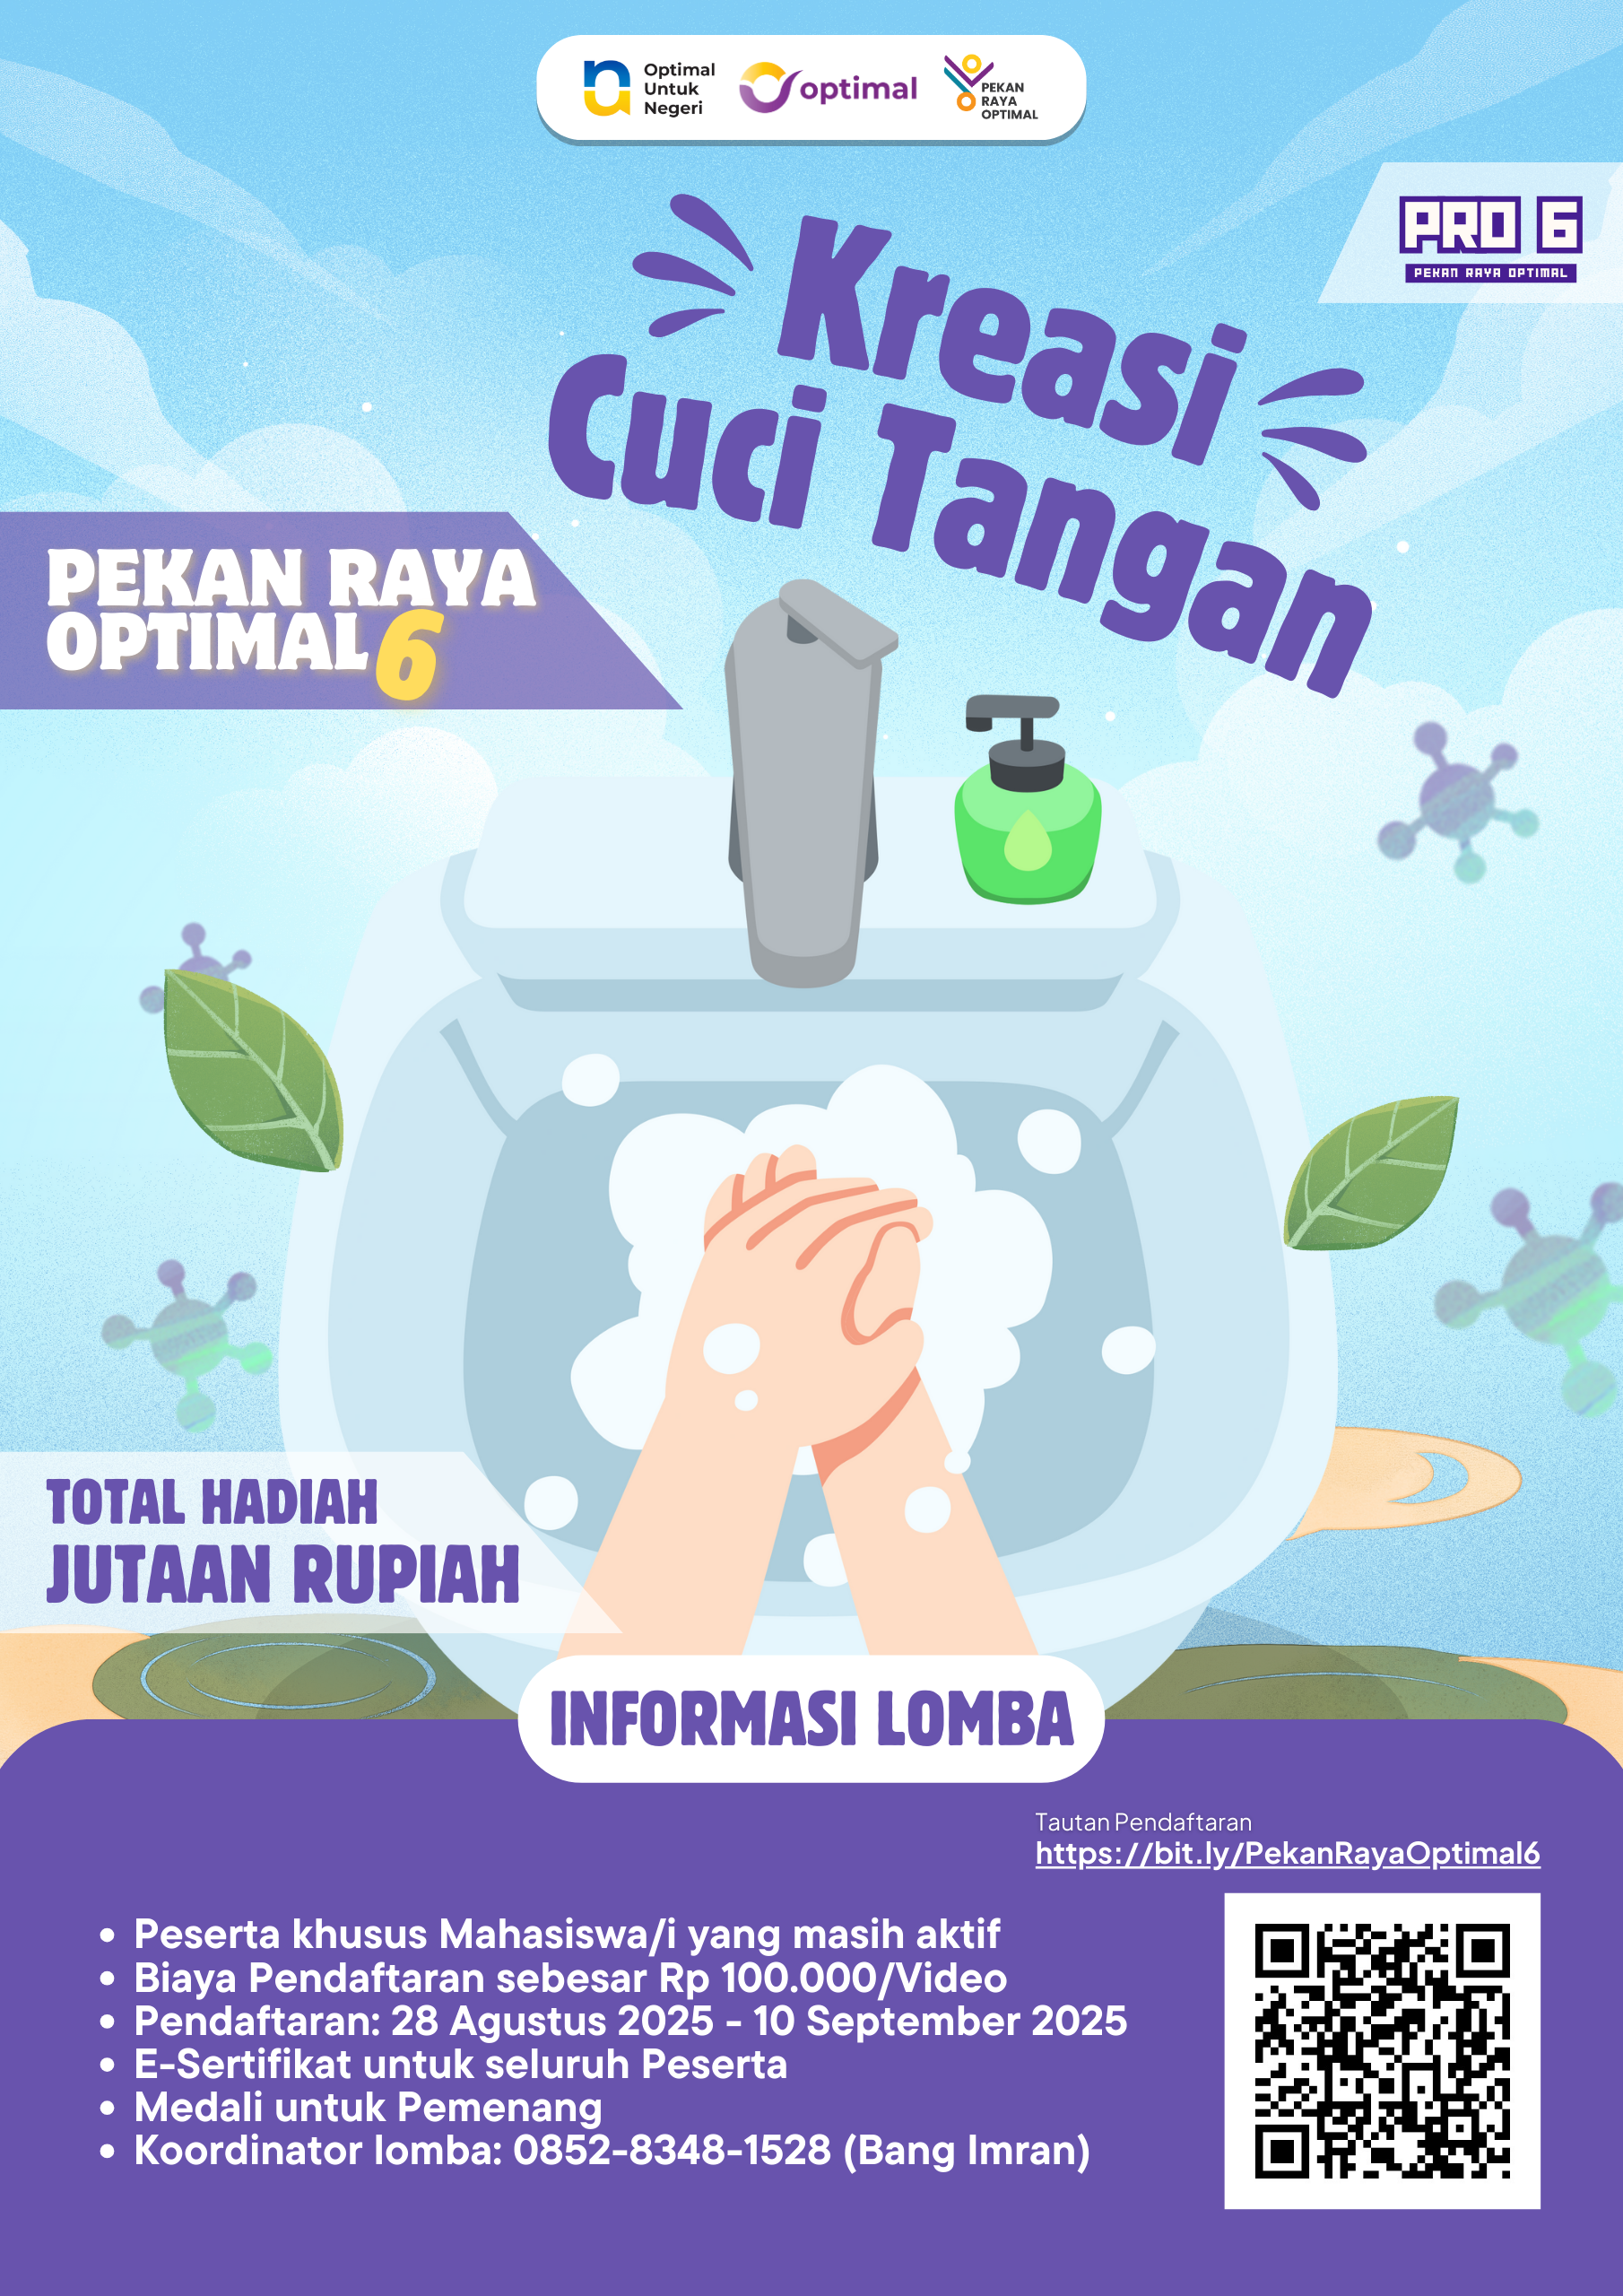 Optimal
Untuk
Negeri
optimal
PEKAN
RAYA
OPTIMAL
PRO 6
PEKAN RAYA OPTIMAL
Kreasi
Cuci Tangan
PEKAN RAYA
OPTIMAL 6
TOTAL HADIAH
JUTAAN RUPIAH
INFORMASI LOMBA
Tautan Pendaftaran
https://bit.ly/PekanRayaOptimal6
• Peserta khusus Mahasiswa/i yang masih aktif
• Biaya Pendaftaran sebesar Rp 100.000/Video
• Pendaftaran: 28 Agustus 2025 - 10 September 2025
• E-Sertifikat untuk seluruh Peserta
• Medali untuk Pemenang
• Koordinator lomba: 0852-8348-1528 (Bang Imran)